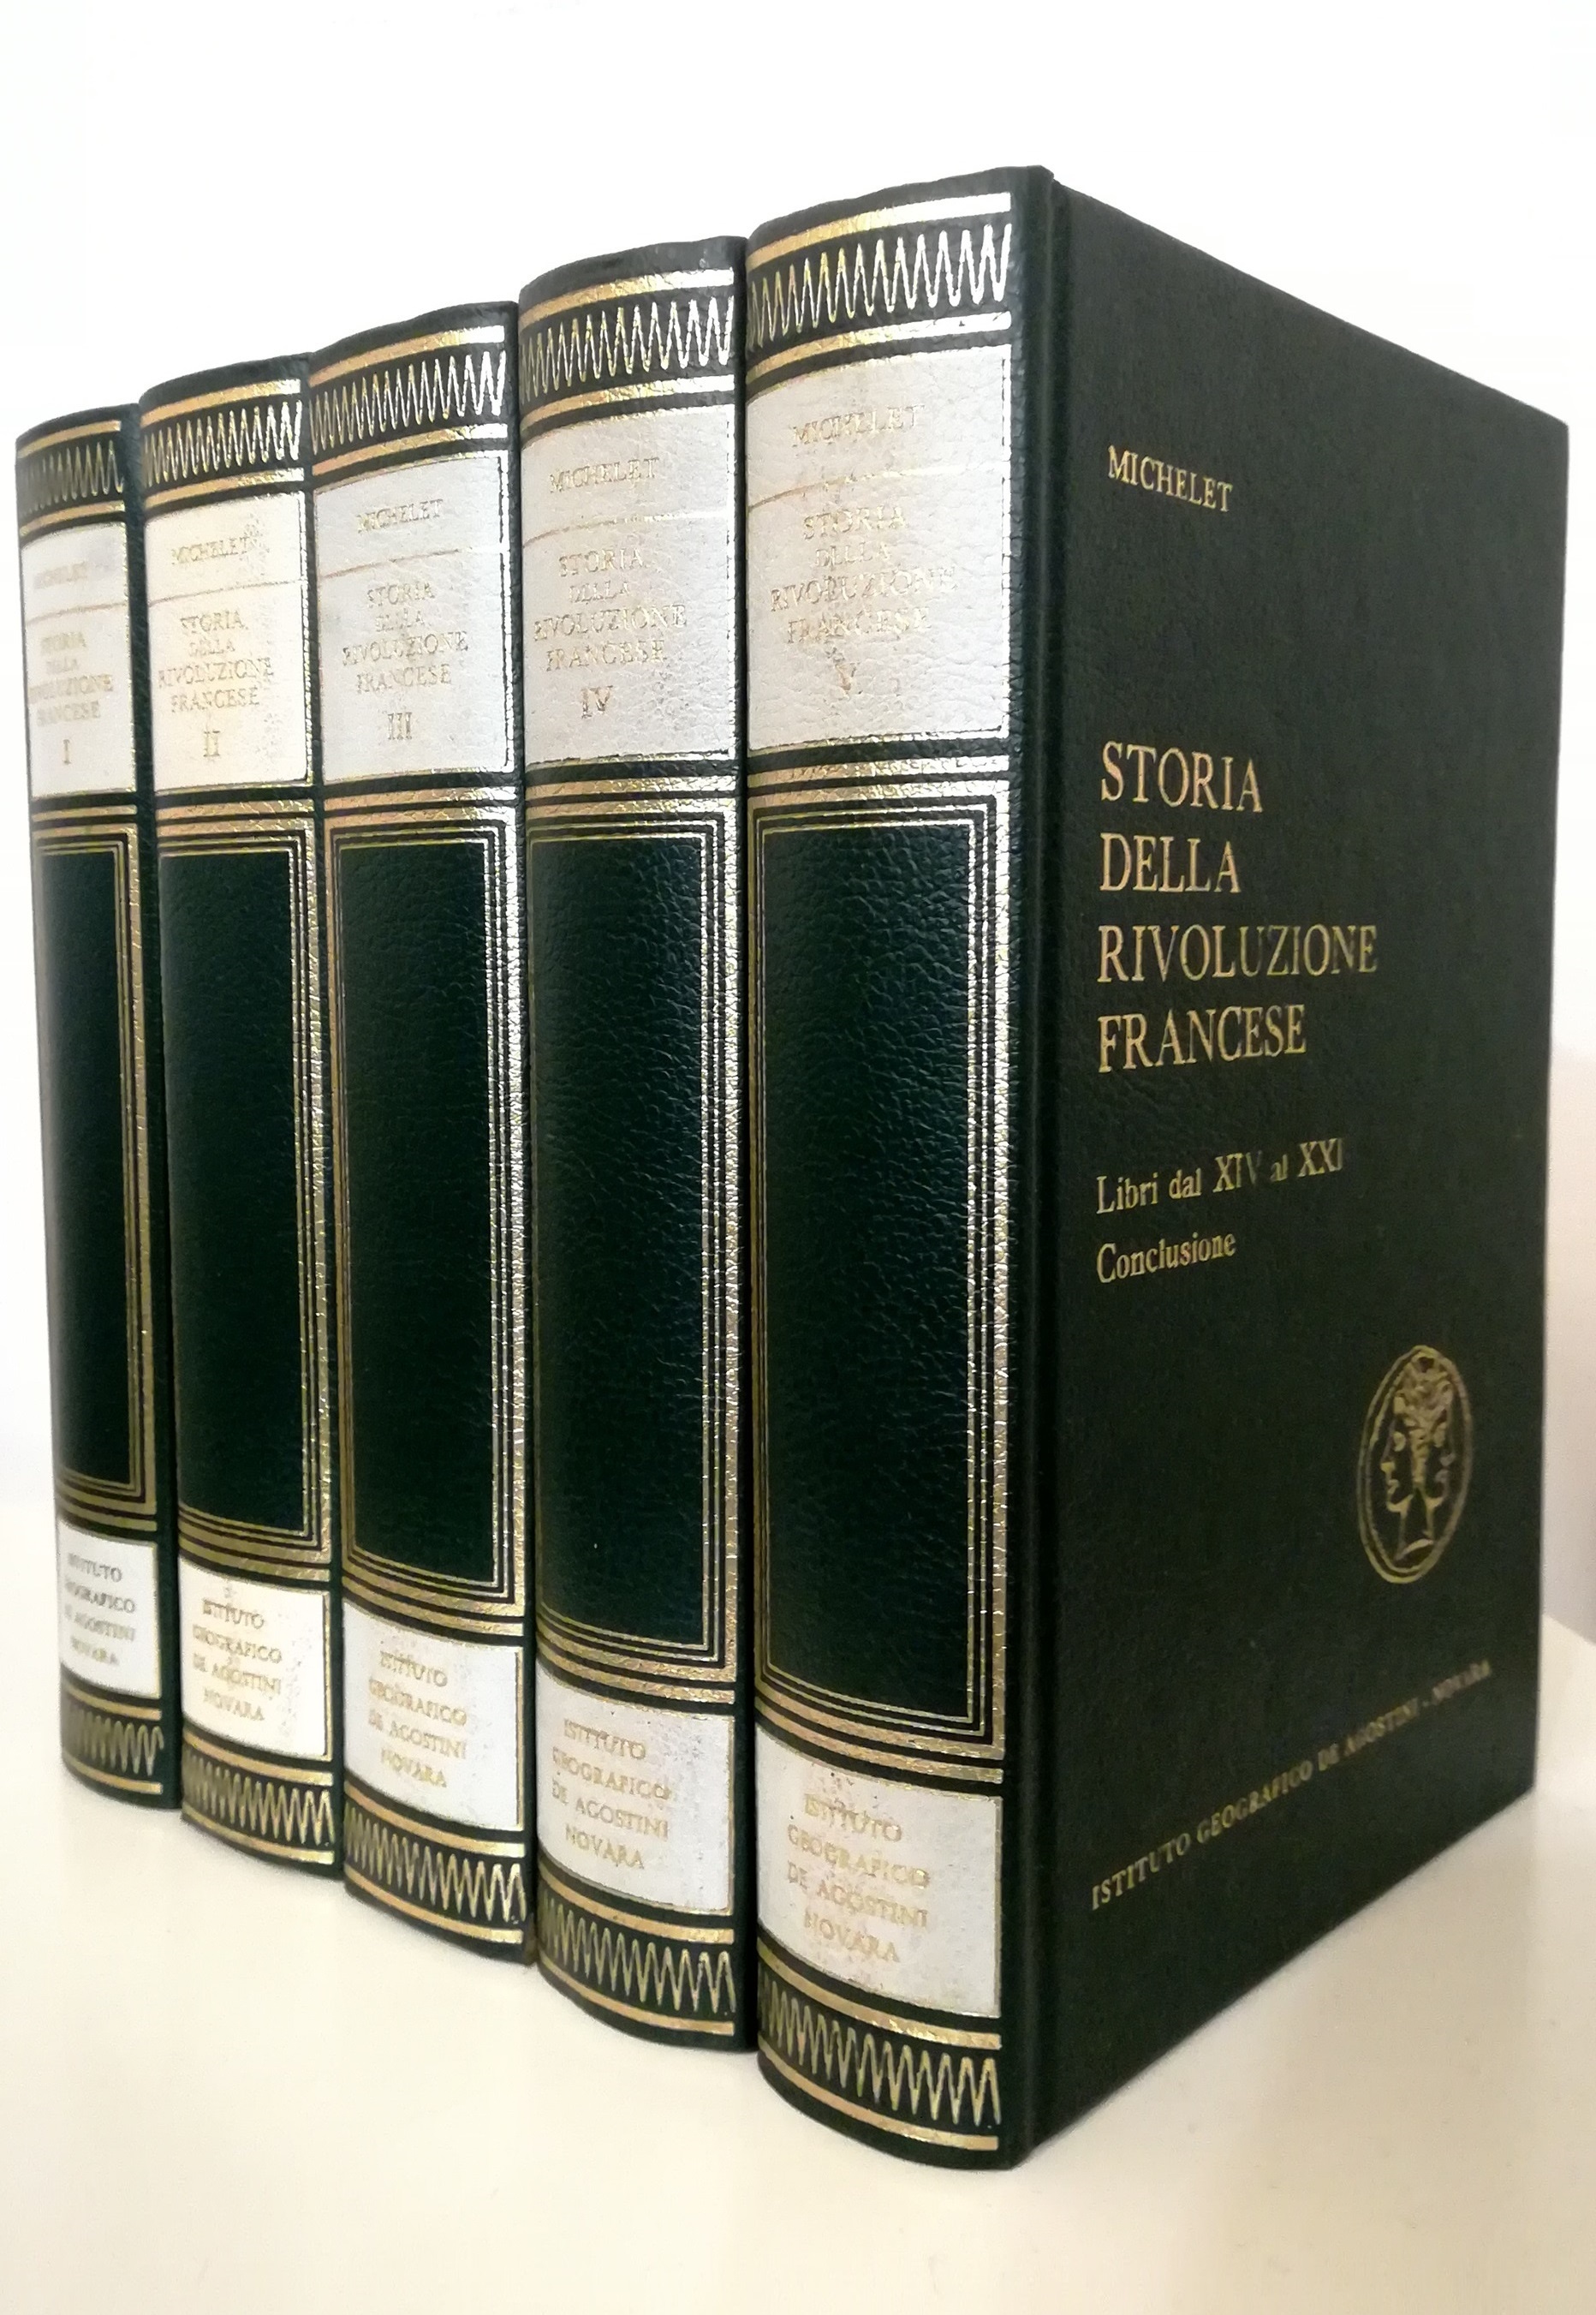 MICHELET
STORIA
DELLA
RIVOLUZIONE
FRANCESE
I
ISTITUTO
GEOGRAFICO
DE AGOSTINI
NOVARA
MICHELET
STORIA
DELLA
RIVOLUZIONE
FRANCESE
II
ISTITUTO
GEOGRAFICO
DE AGOSTINI
NOVARA
MICHELET
STORIA
DELLA
RIVOLUZIONE
FRANCESE
III
ISTITUTO
GEOGRAFICO
DE AGOSTINI
NOVARA
MICHELET
STORIA
DELLA
RIVOLUZIONE
FRANCESE
IV
ISTITUTO
GEOGRAFICO
DE AGOSTINI
NOVARA
MICHELET
STORIA
DELLA
RIVOLUZIONE
FRANCESE
V
ISTITUTO
GEOGRAFICO
DE AGOSTINI
NOVARA
MICHELET
STORIA
DELLA
RIVOLUZIONE
FRANCESE
Libri dal XIV al XXI
Conclusione
ISTITUTO GEOGRAFICO DE AGOSTINI - NOVARA